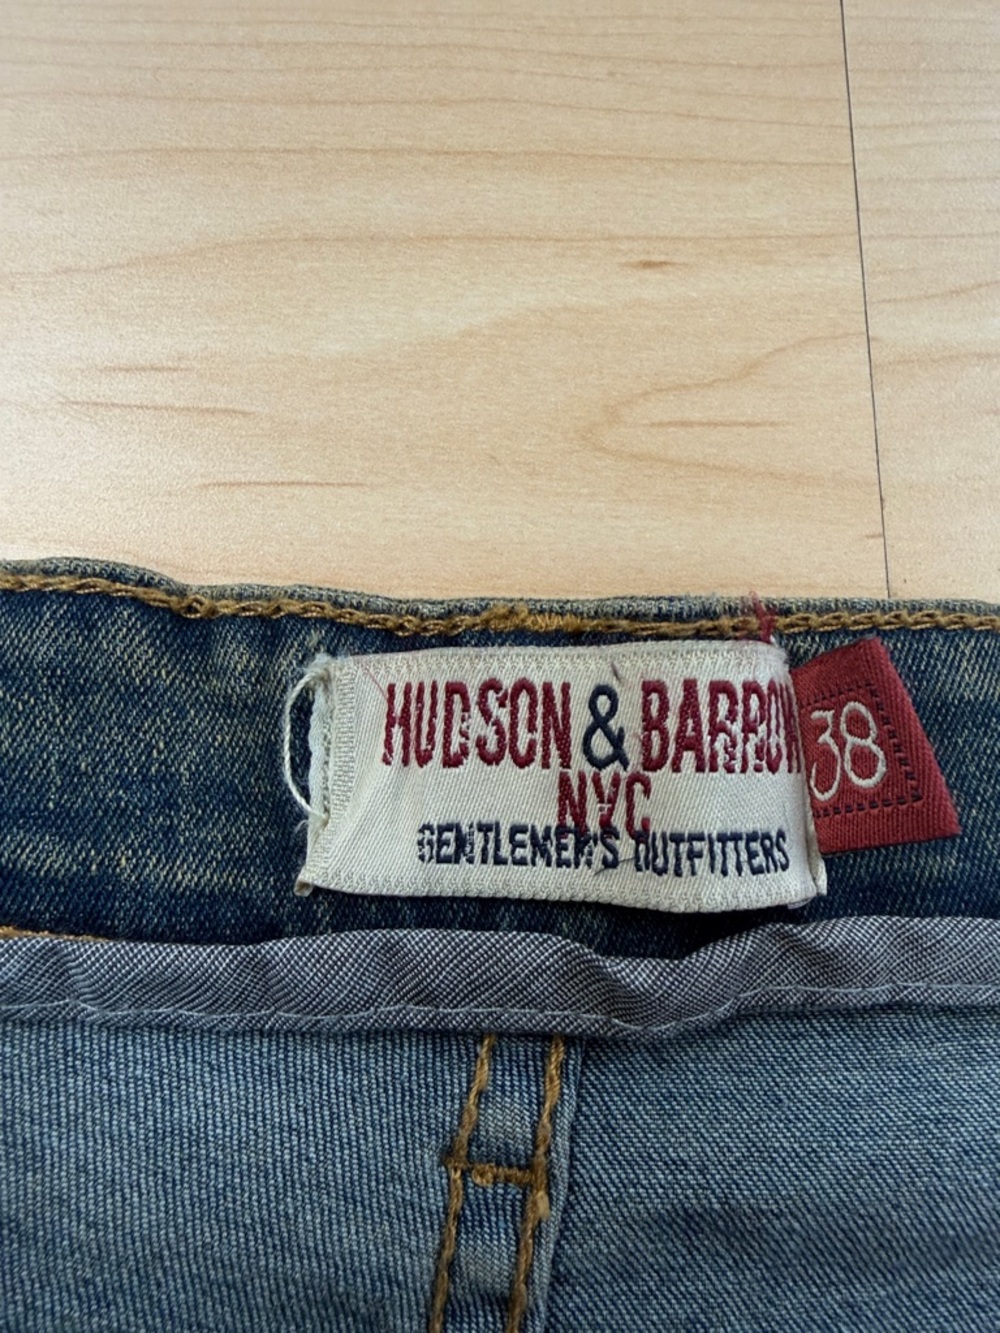 HUDSON & BARROW
38
NYC
GENTLEMEN'S OUTFITTERS